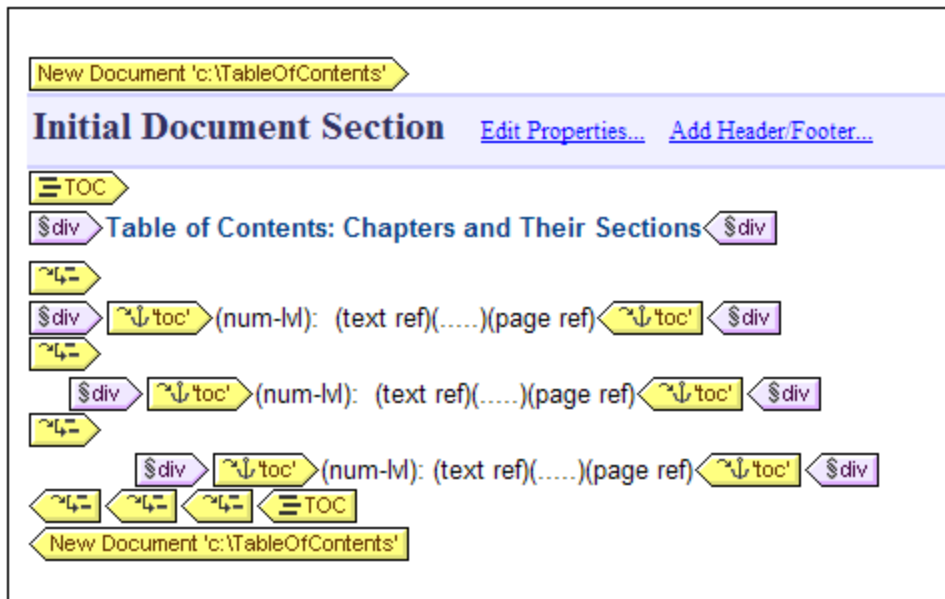 New Document 'c:\TableOfContents'
Initial Document Section Edit Properties... Add Header/Footer...
TOC
§div Table of Contents: Chapters and Their Sections §div
§div 'toc' (num-lvl): (text ref)(.....)(page ref) 'toc' §div
§div 'toc' (num-lvl): (text ref)(.....)(page ref) 'toc' §div
§div 'toc' (num-lvl): (text ref)(.....)(page ref) 'toc' §div
TOC
New Document 'c:\TableOfContents'